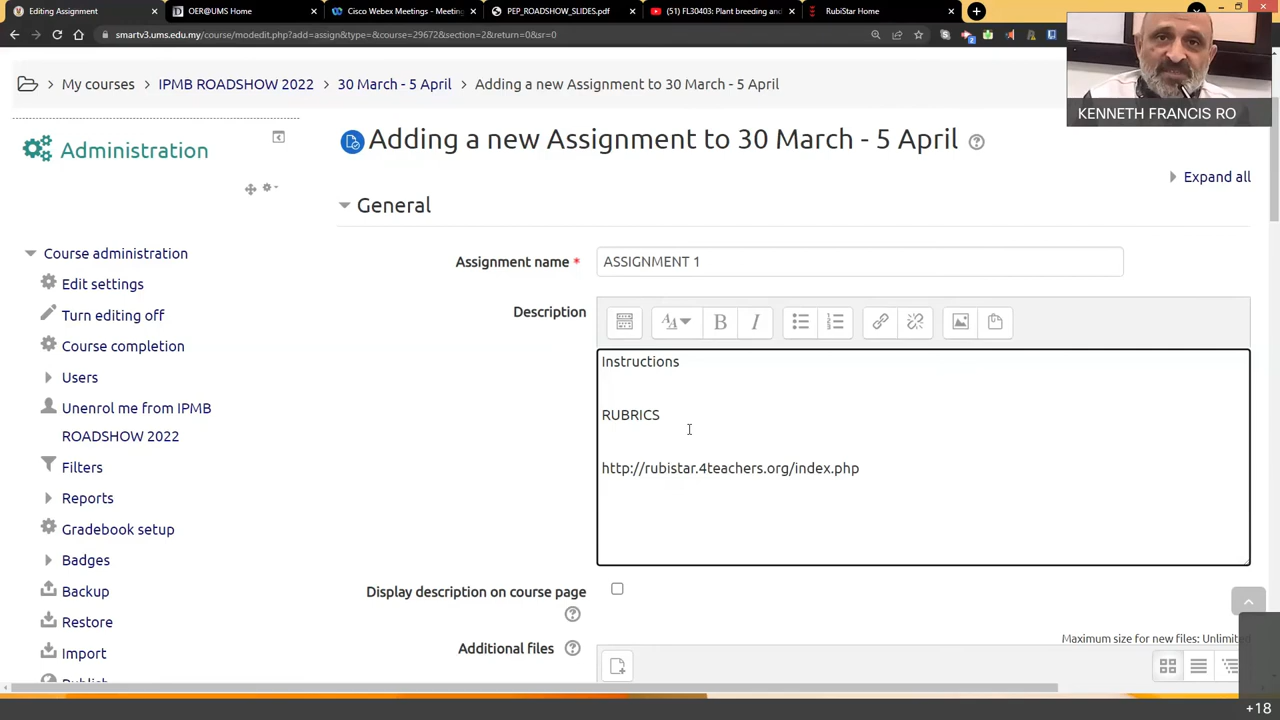 Editing Assignment
OER@UMS Home
Cisco Webex Meetings - Meeting
PEP_ROADSHOW_SLIDES.pdf
(51) FL30403: Plant breeding and
RubiStar Home
smartv3.ums.edu.my/course/modedit.php?add=assign&type=&course=29672&section=2&return=0&sr=0
2
KENNETH FRANCIS RO
My courses
IPMB ROADSHOW 2022
30 March - 5 April
Adding a new Assignment to 30 March - 5 April
Administration
Adding a new Assignment to 30 March - 5 April
Expand all
General
Course administration
Edit settings
Turn editing off
Course completion
Users
Unenrol me from IPMB
ROADSHOW 2022
Filters
Reports
Gradebook setup
Badges
Backup
Restore
Import
Assignment name *
ASSIGNMENT 1
Description
Instructions
RUBRICS
http://rubistar.4teachers.org/index.php
Display description on course page
Additional files
Maximum size for new files: Unlimited
+18